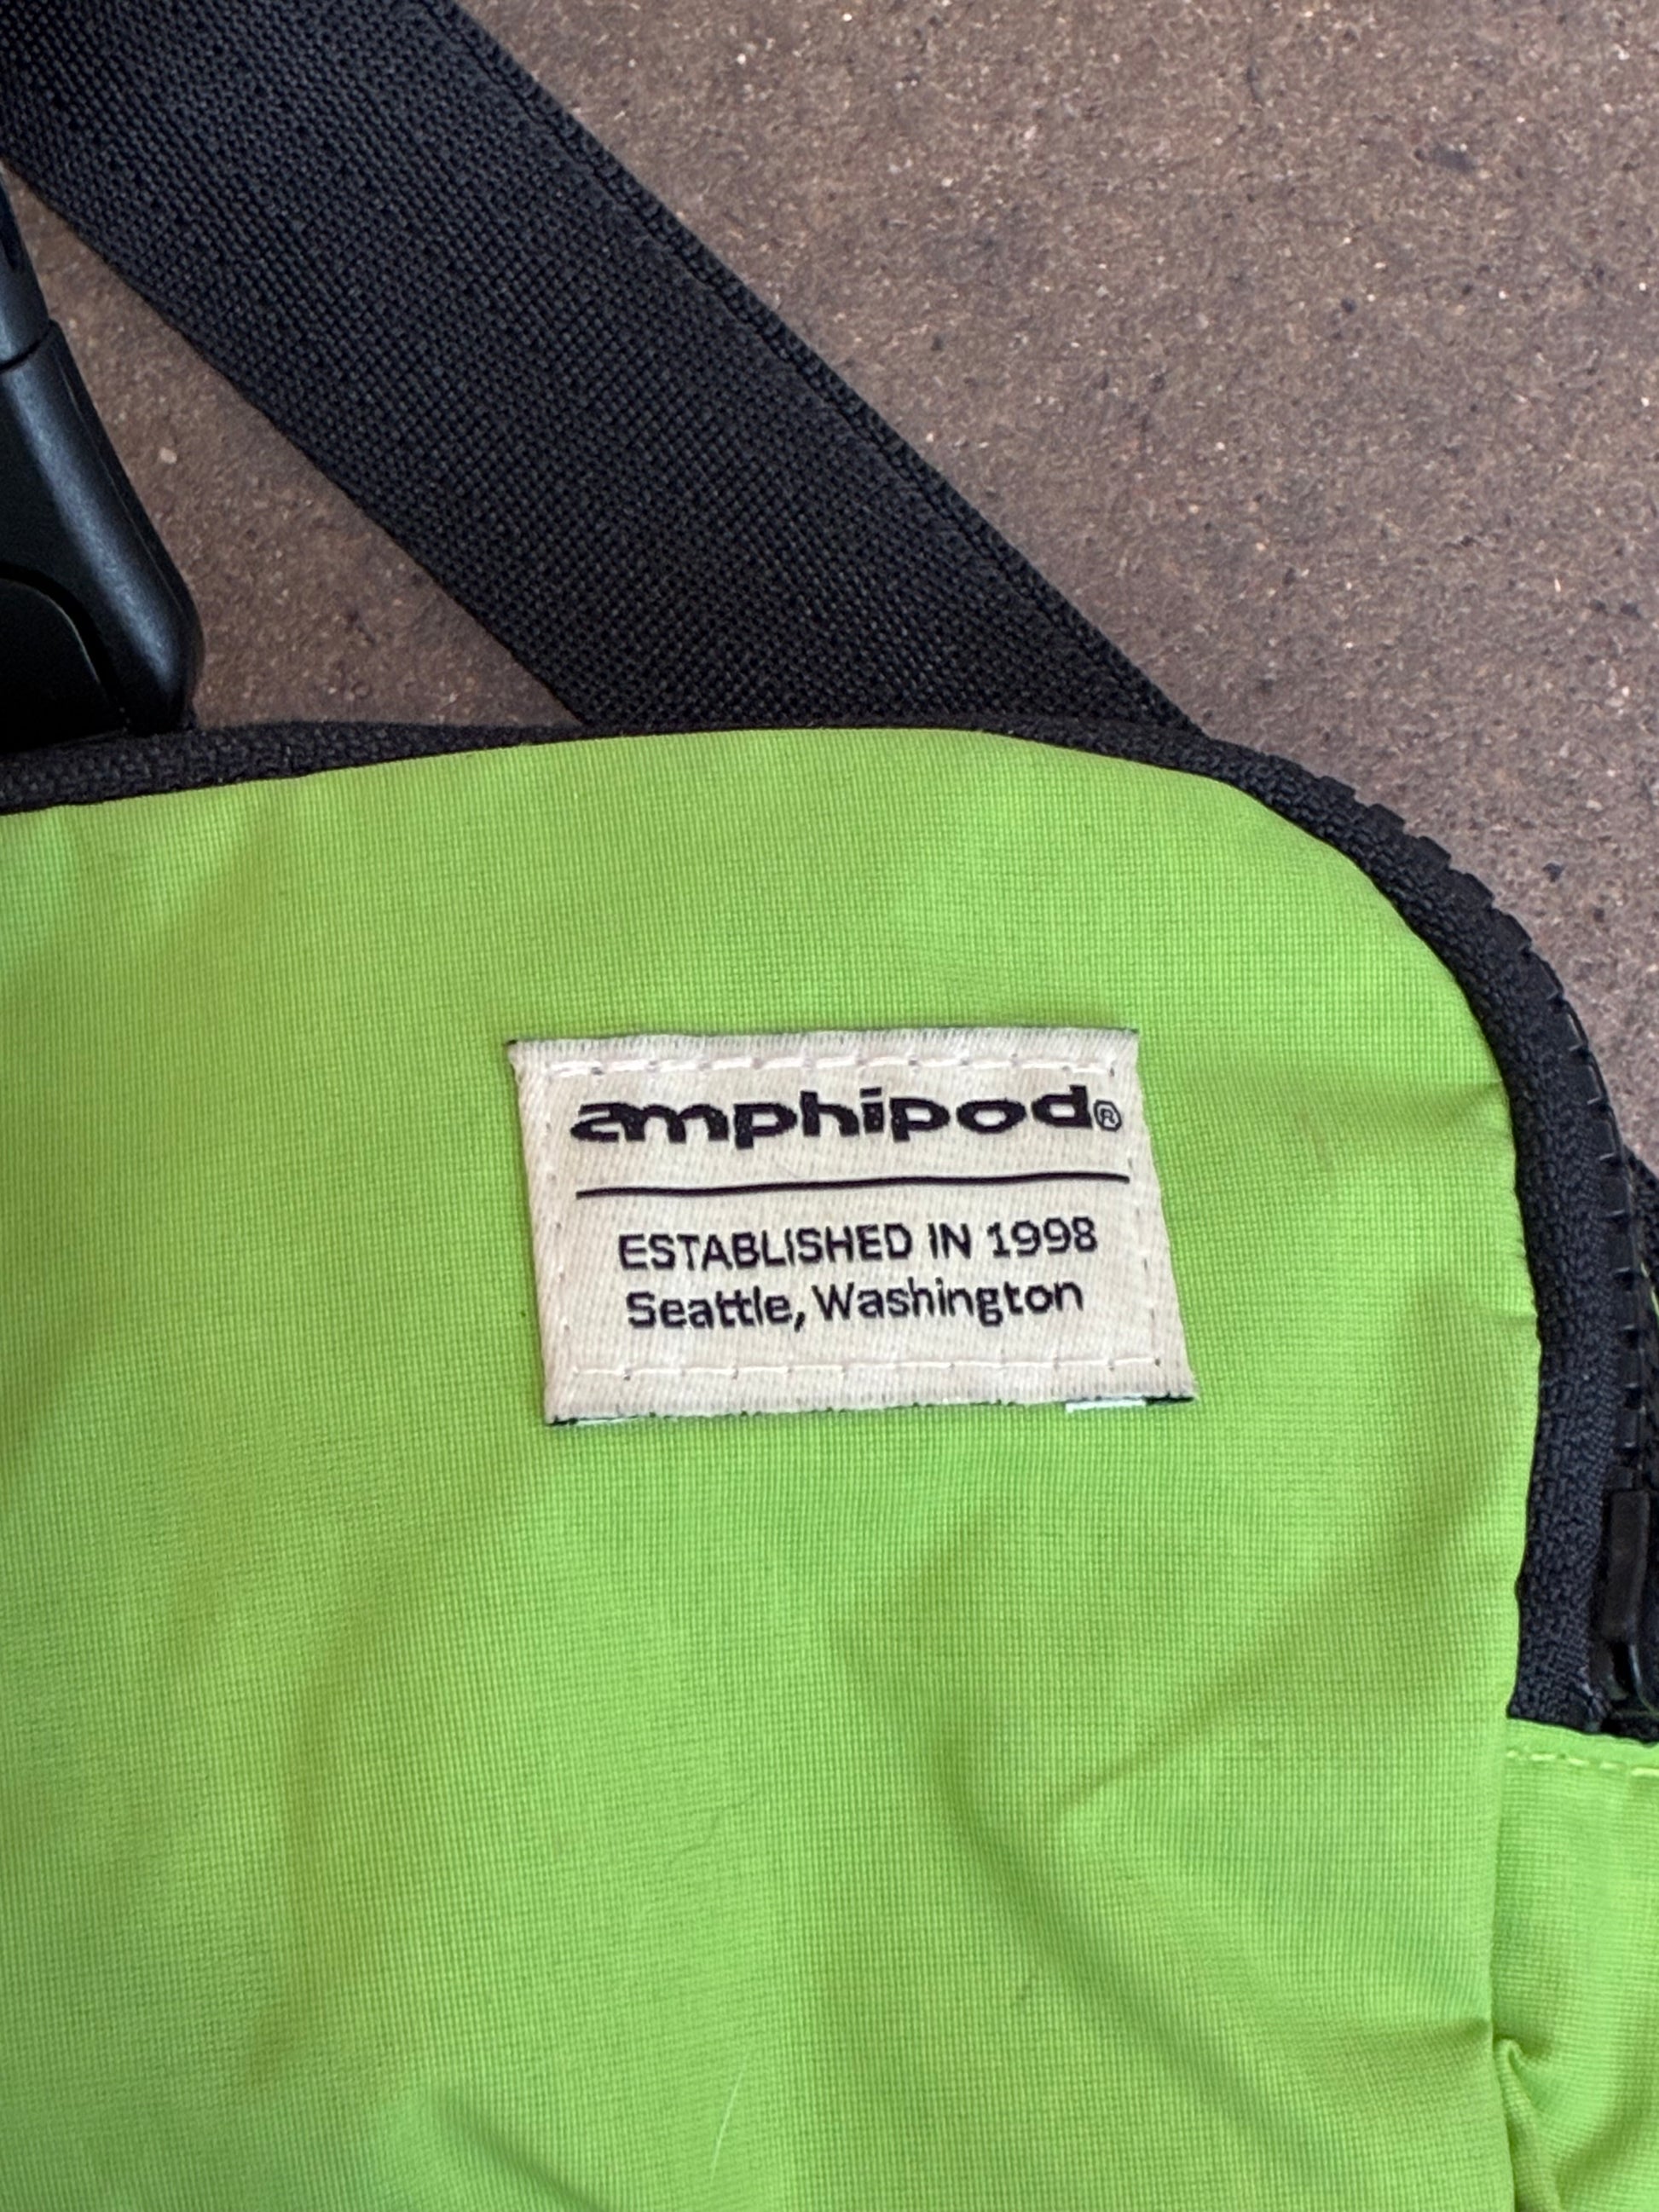 amphipod®
ESTABLISHED IN 1998
Seattle, Washington